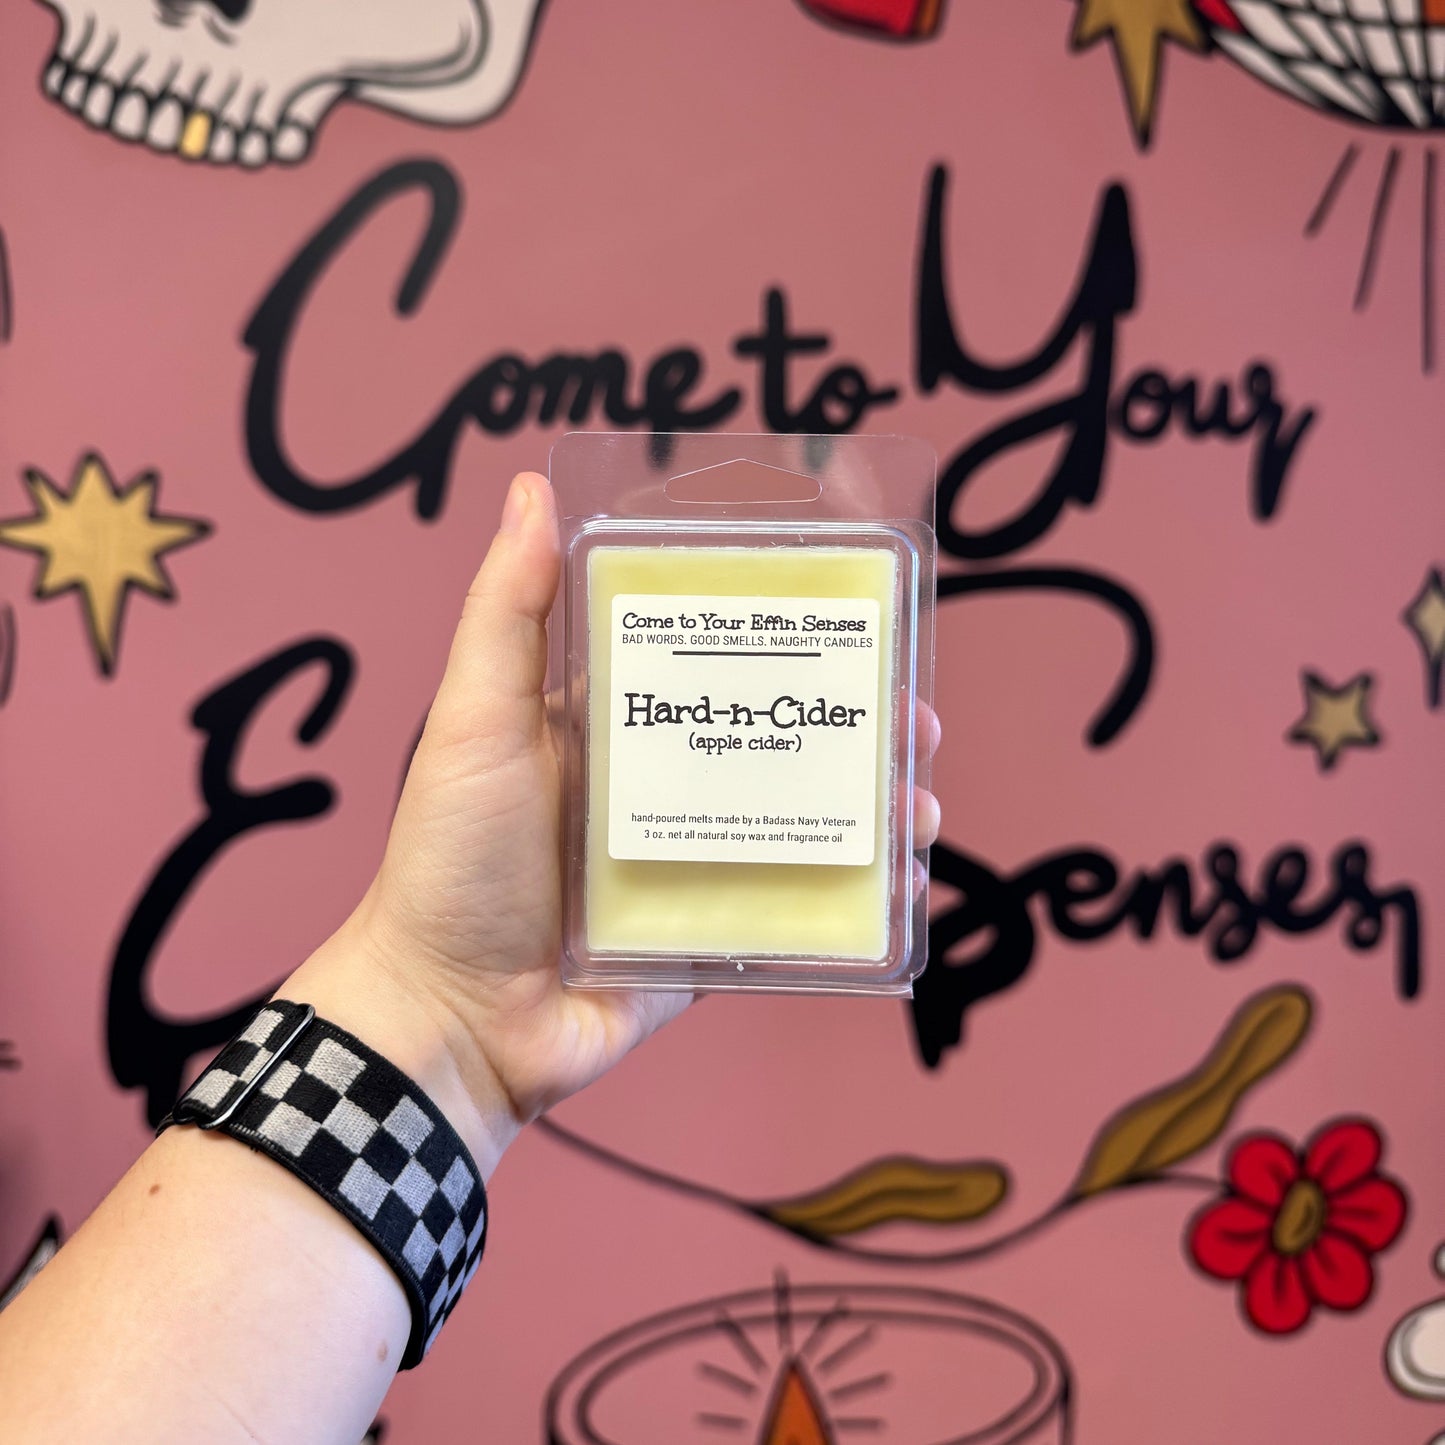 Come to Your
E Senses
Come to Your Effin Senses
BAD WORDS. GOOD SMELLS. NAUGHTY CANDLES
Hard-n-Cider
(apple cider)
hand-poured melts made by a Badass Navy Veteran
3 oz. net all natural soy wax and fragrance oil